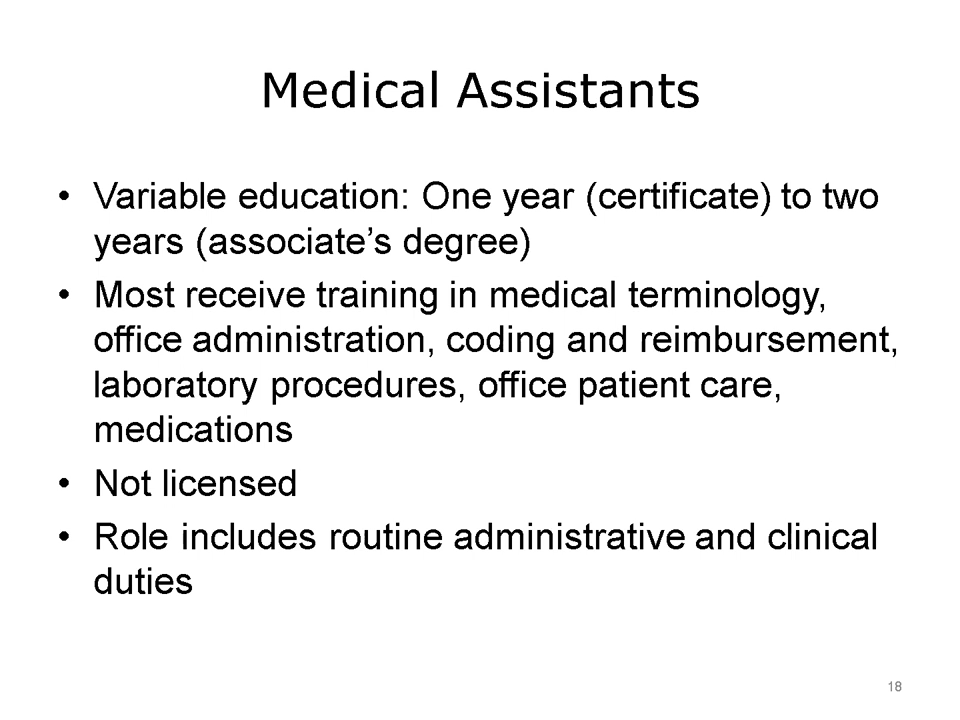 Medical Assistants
• Variable education: One year (certificate) to two
years (associate’s degree)
• Most receive training in medical terminology,
office administration, coding and reimbursement,
laboratory procedures, office patient care,
medications
• Not licensed
• Role includes routine administrative and clinical
duties
18